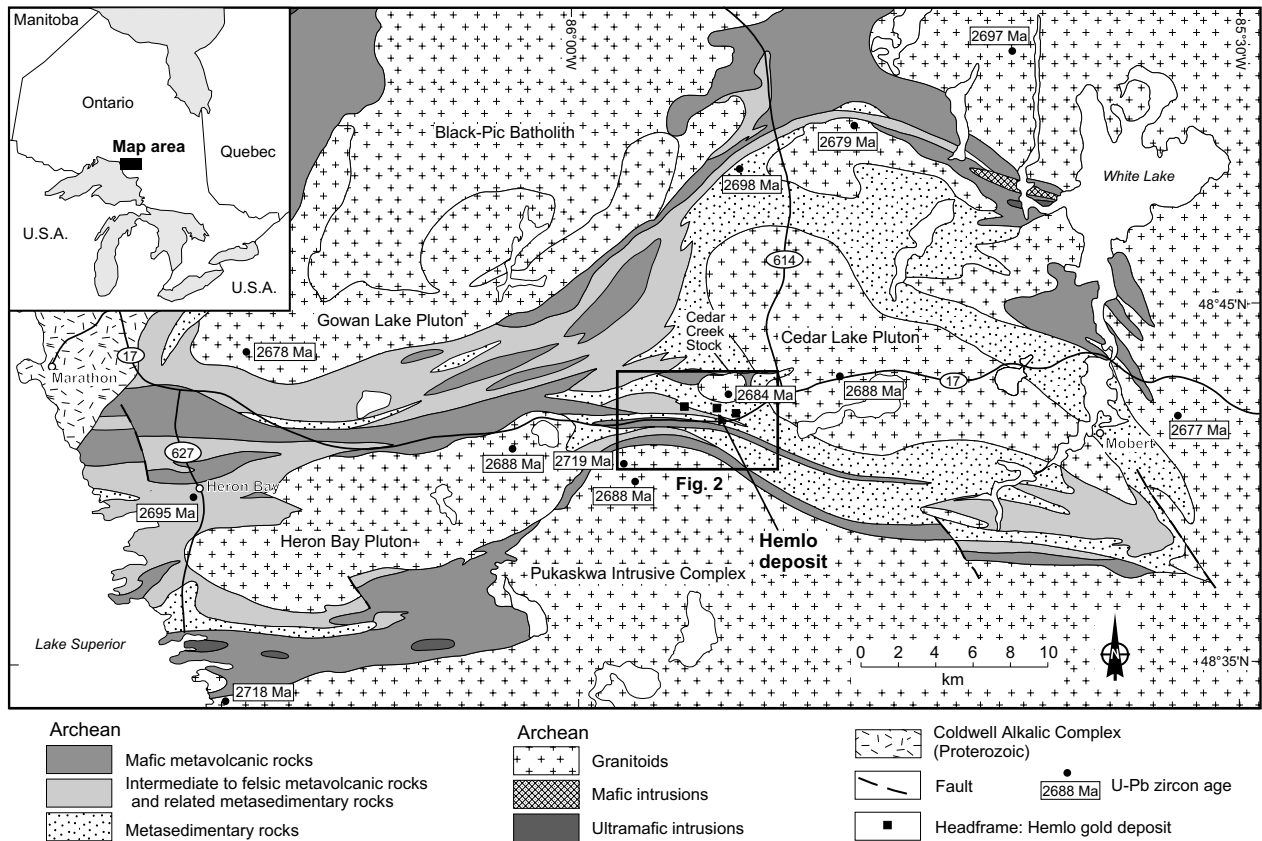 Manitoba
Ontario
Map area
Quebec
U.S.A.
U.S.A.
86°00'W
85°30'W
2697 Ma
Black-Pic Batholith
2679 Ma
2698 Ma
White Lake
614
48°45'N
Gowan Lake Pluton
Cedar
Creek
Stock
Cedar Lake Pluton
17
2678 Ma
Marathon
17
2684 Ma
2688 Ma
2677 Ma
627
2688 Ma
2719 Ma
Mobert
Heron Bay
2688 Ma
Fig. 2
2695 Ma
Heron Bay Pluton
Hemlo
deposit
Pukaskwa Intrusive Complex
Lake Superior
N
0 2 4 6 8 10
km
48°35'N
2718 Ma
Archean
Mafic metavolcanic rocks
Intermediate to felsic metavolcanic rocks
and related metasedimentary rocks
Metasedimentary rocks
Archean
Granitoids
Mafic intrusions
Ultramafic intrusions
Coldwell Alkalic Complex
(Proterozoic)
Fault
2688 Ma
U-Pb zircon age
Headframe: Hemlo gold deposit